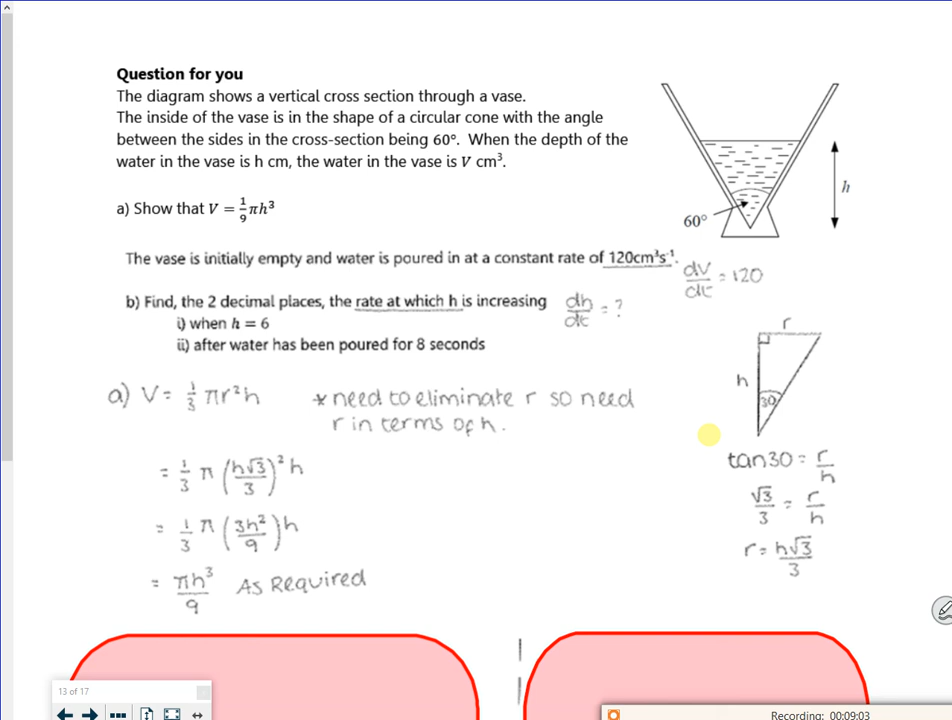 Question for you
The diagram shows a vertical cross section through a vase.
The inside of the vase is in the shape of a circular cone with the angle
between the sides in the cross-section being 60°. When the depth of the
water in the vase is h cm, the water in the vase is V cm³.
h
60°
a) Show that V = 1/9 πh³
The vase is initially empty and water is poured in at a constant rate of 120cm³s⁻¹.
dV/dt = 120
b) Find, the 2 decimal places, the rate at which h is increasing
dh/dt = ?
i) when h = 6
ii) after water has been poured for 8 seconds
r
h
30
a) V = 1/3 πr²h
* need to eliminate r so need
r in terms of h.
= 1/3 π (h√3/3)² h
= 1/3 π (3h²/9) h
= πh³/9 As Required
tan30 = r/h
√3/3 = r/h
r = h√3/3
13 of 17
Recording: 00:09:03